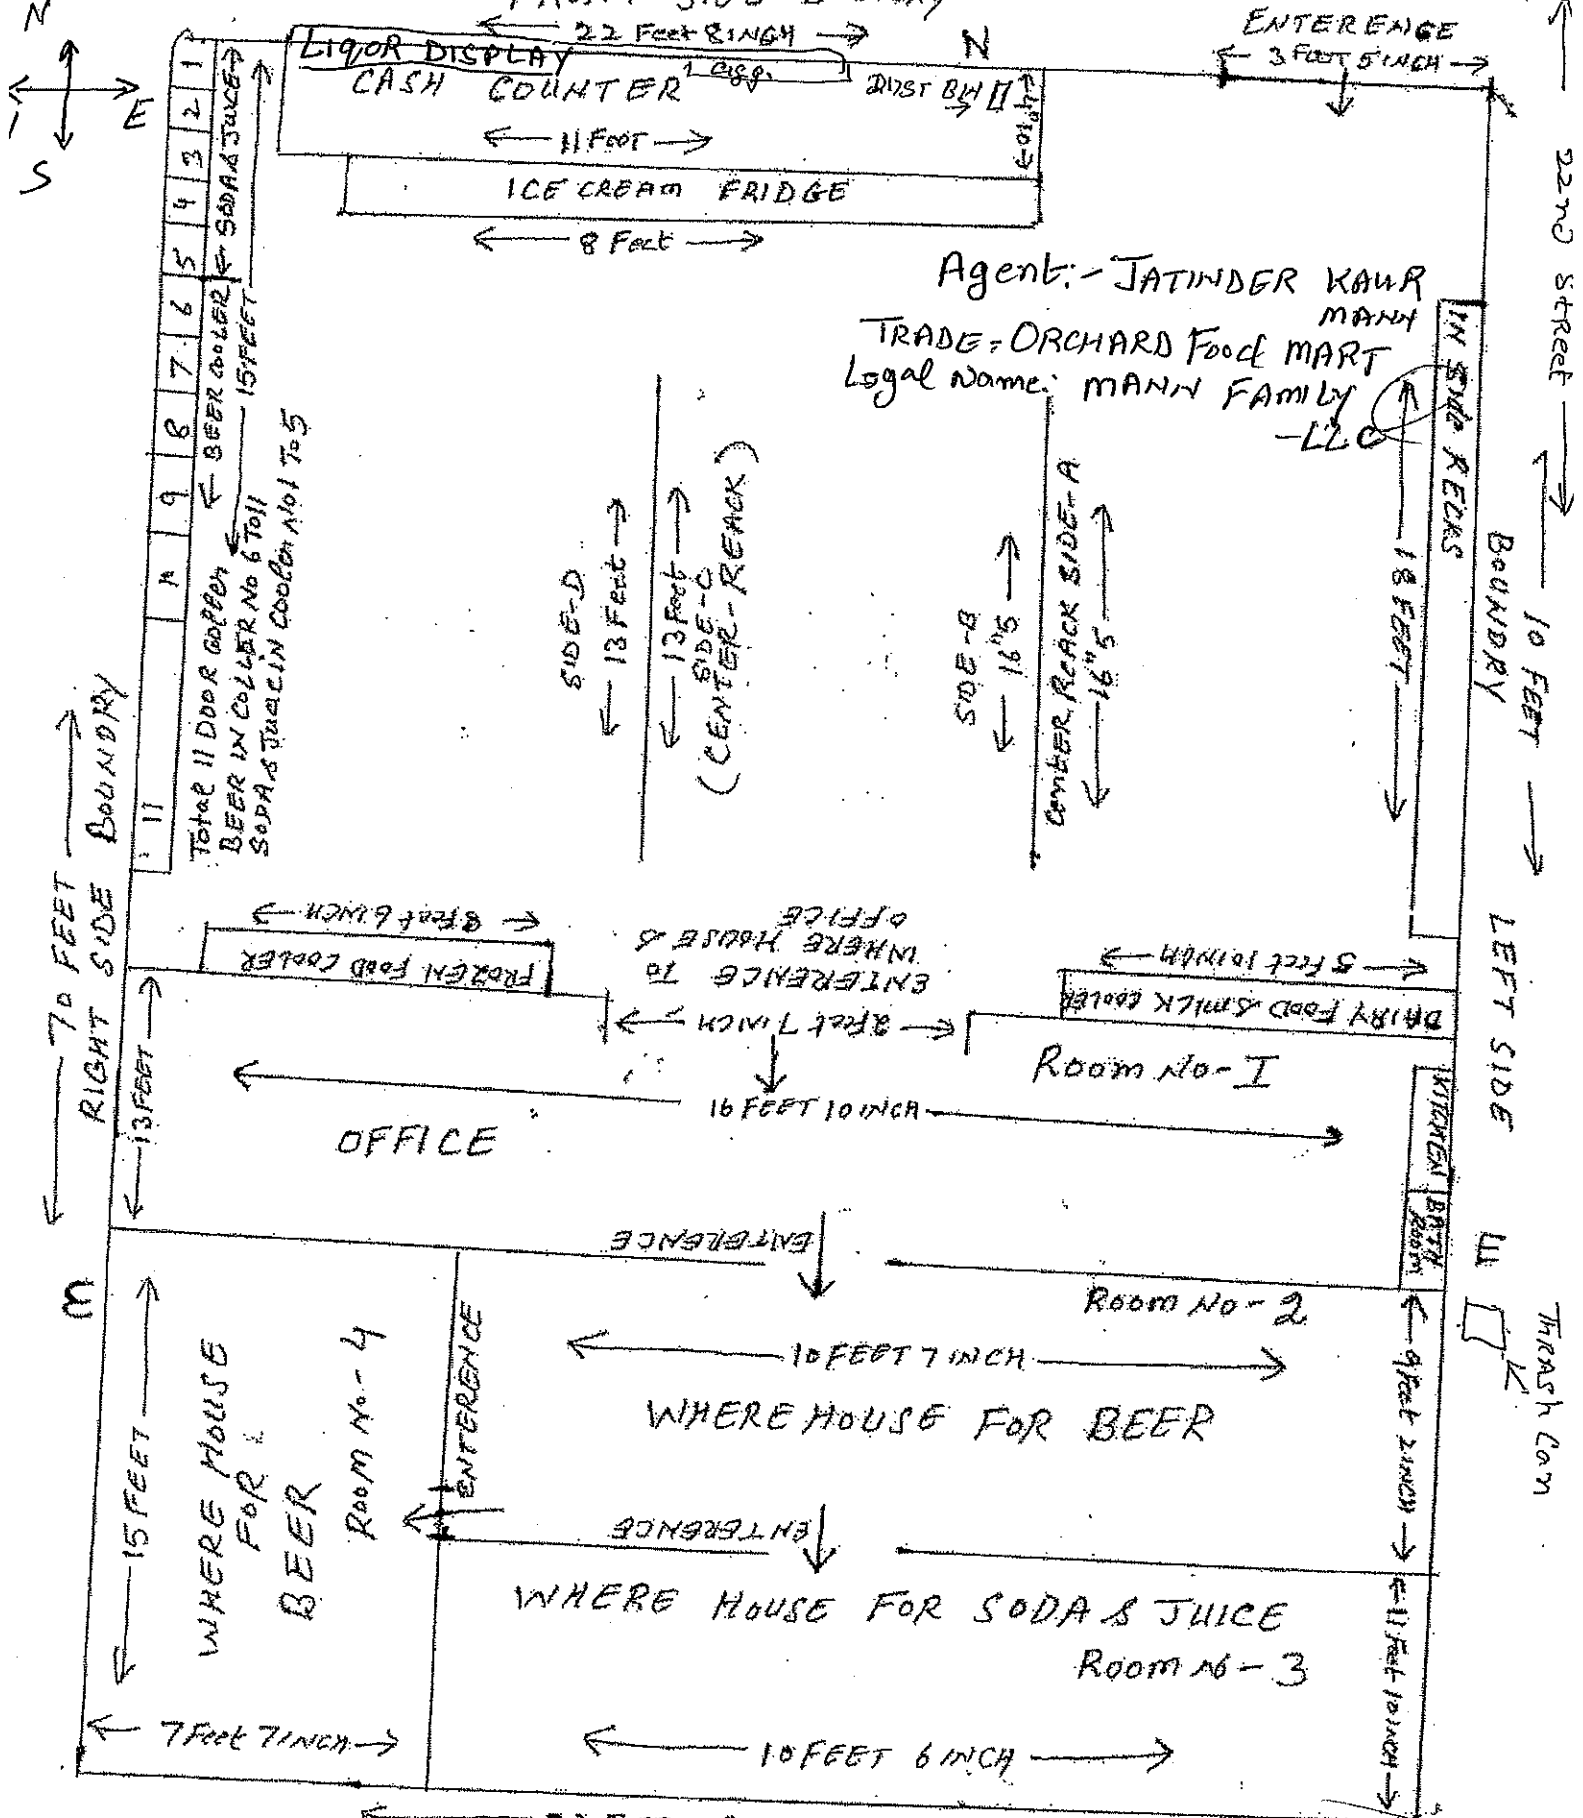 N
E
S
22 Feet 8 INCH
N
ENTERENCE
3 FOOT 5 INCH
LIQOR DISPLAY
CASH COUNTER
DUST BIN
11 FOOT
ICE CREAM FRIDGE
8 Feet
22nd Street
1
2
3
4
5
6
7
8
9
11
SODA & JUICE
BEER COOLER
15 FEET
Total 11 DOOR
BEER IN COLLER No 6 To 11
SODA & Juice IN Cooler No 1 To 5
Agent:- JATINDER KAUR
MANN
TRADE = ORCHARD Food MART
Legal Name: MANN FAMILY
-LLC
IN Side RECKS
18 FEET
BOUNDRY
10 FEET
LEFT SIDE
E
SIDE-D
13 Feet
13 Feet
SIDE-C
(CENTER-REACK)
SIDE-B
16"5
CENTER REACK SIDE-A
16"5
70 FEET
RIGHT SIDE BOUNDRY
8 Feet 6 INCH
FROZEN FOOD COOLER
ENTERENCE TO
WHERE HOUSE &
OFFICE
2 Feet 7 INCH
5 Feet 10 INCH
DAIRY FOOD & MILK COOLER
Room No-I
13 FEET
16 FEET 10 INCH
OFFICE
KITCHEN
BATH
ROOM
ENTERENCE
Room No-2
10 FEET 7 INCH
WHERE HOUSE FOR BEER
9 Feet 2 INCH
Thrash Can
15 FEET
WHERE HOUSE
FOR
BEER
ROOM No-4
ENTERENCE
ENTERENCE
WHERE HOUSE FOR SODA & JUICE
Room No-3
11 Feet 10 INCH
7 Feet 7 INCH
10 FEET 6 INCH